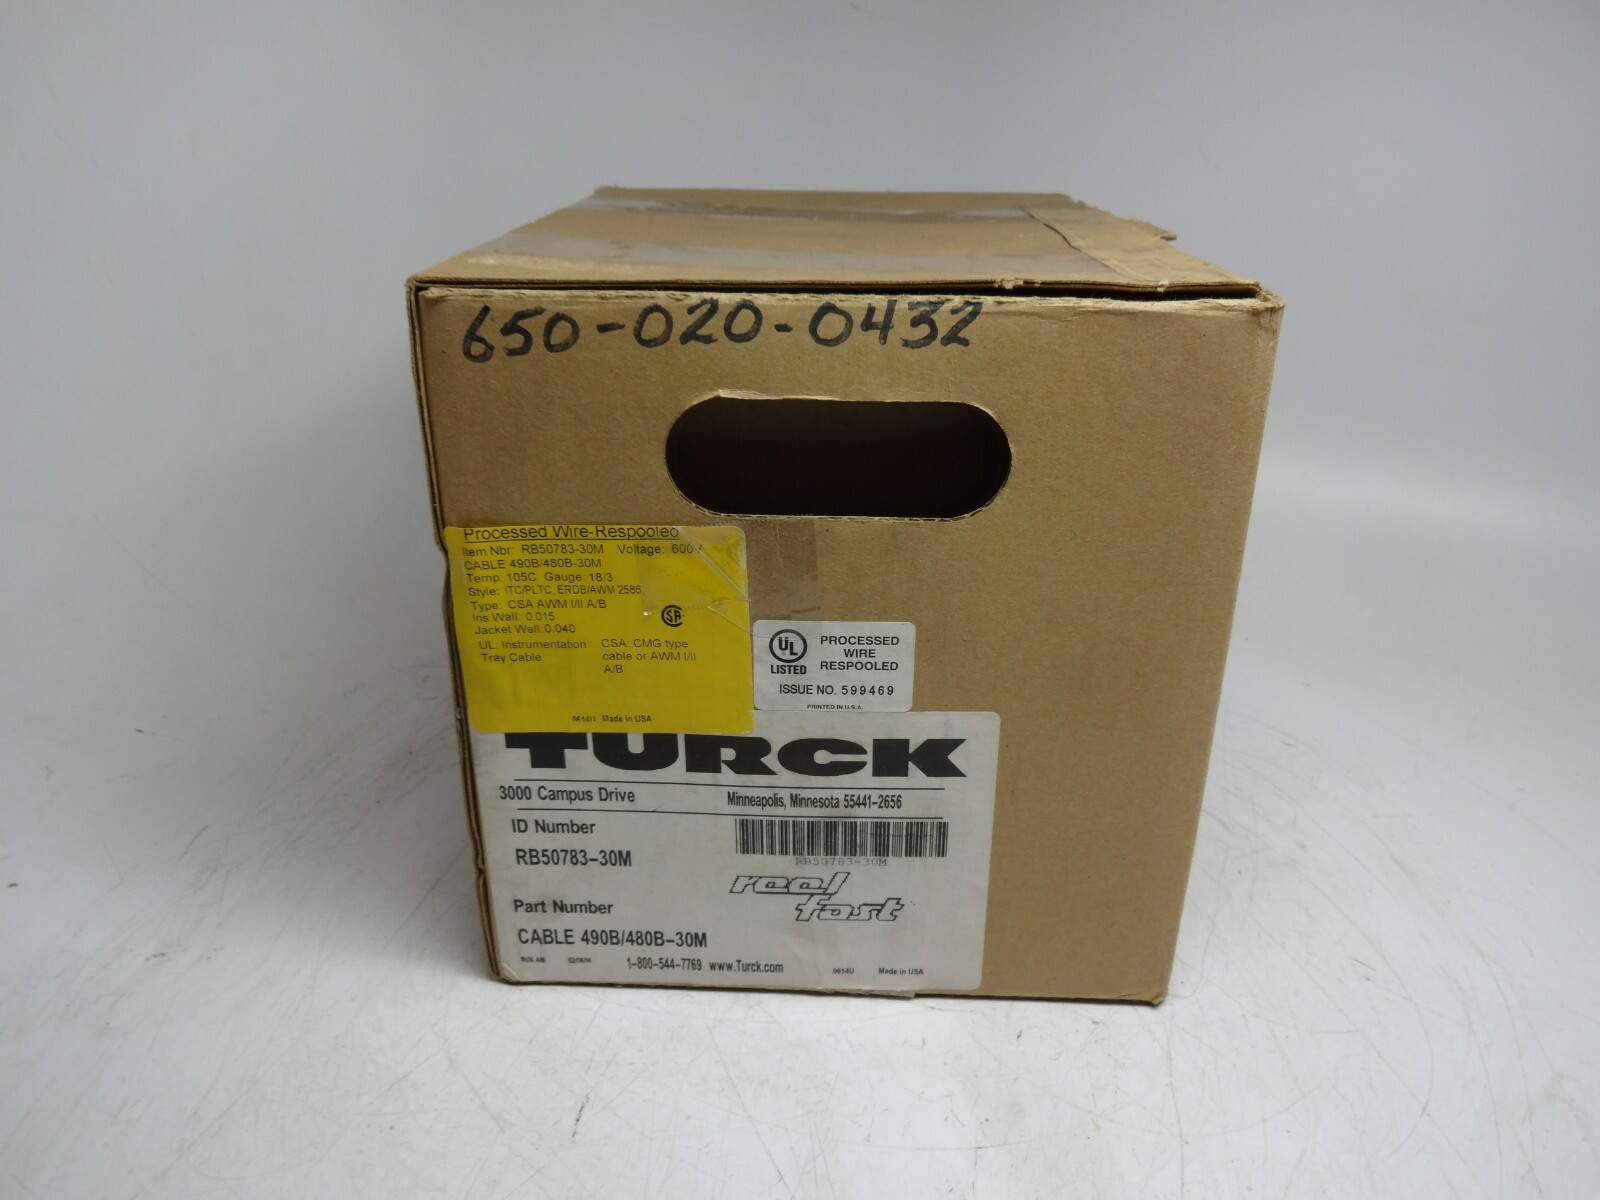 650-020-0432
Processed Wire-Respooled
Item Nbr: RB50783-30M Voltage: 600V
CABLE 490B/480B-30M
Temp: 105C Gauge: 18/3
Style: ITC/PLTC, ERDB/AWM 2586
Type: CSA AWM I/II A/B
Ins Wall: 0.015
Jacket Wall:0.040
UL: Instrumentation CSA. CMG type
Tray Cable cable or AWM I/II
A/B
0614U Made in USA
UL
LISTED
PROCESSED
WIRE
RESPOOLED
ISSUE NO. 599469
PRINTED IN U.S.A.
TURCK
3000 Campus Drive Minneapolis, Minnesota 55441-2656
ID Number
RB50783-30M
RB50783-30M
reel
fast
Part Number
CABLE 490B/480B-30M
1-800-544-7769 www.Turck.com 0614U Made in USA